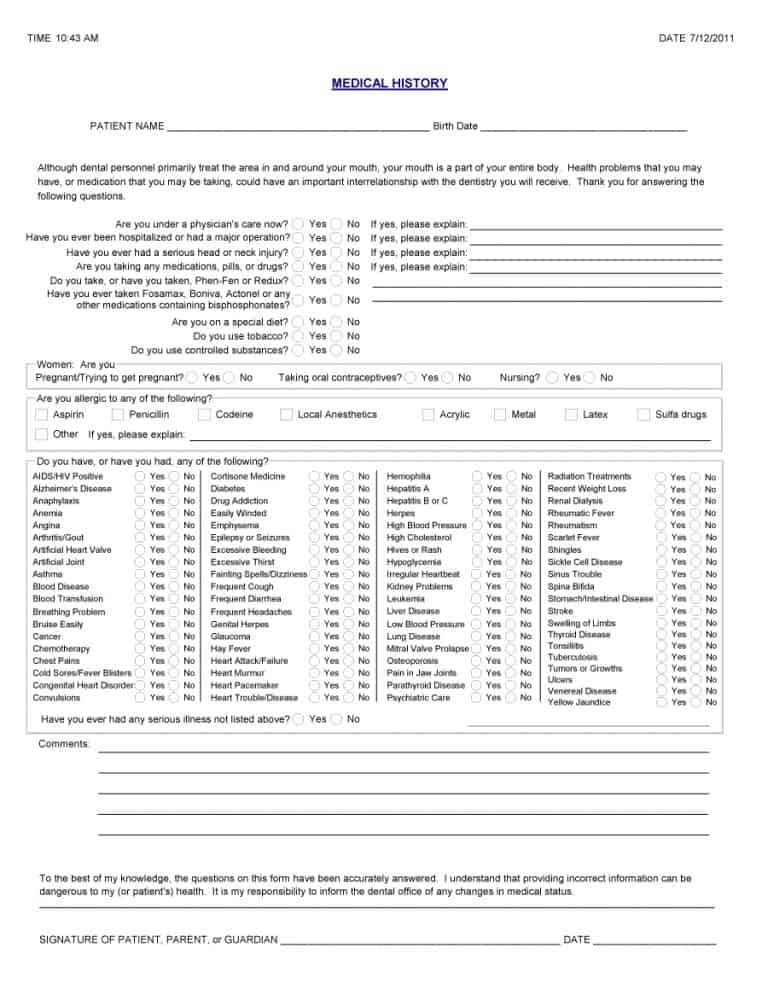 TIME 10:43 AM
DATE 7/12/2011
MEDICAL HISTORY
PATIENT NAME ________ Birth Date ________
Although dental personnel primarily treat the area in and around your mouth, your mouth is a part of your entire body. Health problems that you may
have, or medication that you may be taking, could have an important interrelationship with the dentistry you will receive. Thank you for answering the
following questions.
Are you under a physician's care now? Yes No If yes, please explain:
Have you ever been hospitalized or had a major operation? Yes No If yes, please explain:
Have you ever had a serious head or neck injury? Yes No If yes, please explain:
Are you taking any medications, pills, or drugs? Yes No If yes, please explain:
Do you take, or have you taken, Phen-Fen or Redux? Yes No
Have you ever taken Fosamax, Boniva, Actonel or any
other medications containing bisphosphonates? Yes No
Are you on a special diet? Yes No
Do you use tobacco? Yes No
Do you use controlled substances? Yes No
Women: Are you
Pregnant/Trying to get pregnant? Yes No Taking oral contraceptives? Yes No Nursing? Yes No
Are you allergic to any of the following?
Aspirin Penicillin Codeine Local Anesthetics Acrylic Metal Latex Sulfa drugs
Other If yes, please explain:
Do you have, or have you had, any of the following?
AIDS/HIV Positive Yes No Cortisone Medicine Yes No Hemophilia Yes No Radiation Treatments Yes No
Alzheimer's Disease Yes No Diabetes Yes No Hepatitis A Yes No Recent Weight Loss Yes No
Anaphylaxis Yes No Drug Addiction Yes No Hepatitis B or C Yes No Renal Dialysis Yes No
Anemia Yes No Easily Winded Yes No Herpes Yes No Rheumatic Fever Yes No
Angina Yes No Emphysema Yes No High Blood Pressure Yes No Rheumatism Yes No
Arthritis/Gout Yes No Epilepsy or Seizures Yes No High Cholesterol Yes No Scarlet Fever Yes No
Artificial Heart Valve Yes No Excessive Bleeding Yes No Hives or Rash Yes No Shingles Yes No
Artificial Joint Yes No Excessive Thirst Yes No Hypoglycemia Yes No Sickle Cell Disease Yes No
Asthma Yes No Fainting Spells/Dizziness Yes No Irregular Heartbeat Yes No Sinus Trouble Yes No
Blood Disease Yes No Frequent Cough Yes No Kidney Problems Yes No Spina Bifida Yes No
Blood Transfusion Yes No Frequent Diarrhea Yes No Leukemia Yes No Stomach/Intestinal Disease Yes No
Breathing Problem Yes No Frequent Headaches Yes No Liver Disease Yes No Stroke Yes No
Bruise Easily Yes No Genital Herpes Yes No Low Blood Pressure Yes No Swelling of Limbs Yes No
Cancer Yes No Glaucoma Yes No Lung Disease Yes No Thyroid Disease Yes No
Chemotherapy Yes No Hay Fever Yes No Mitral Valve Prolapse Yes No Tonsilitis Yes No
Chest Pains Yes No Heart Attack/Failure Yes No Osteoporosis Yes No Tuberculosis Yes No
Cold Sores/Fever Blisters Yes No Heart Murmur Yes No Pain in Jaw Joints Yes No Tumors or Growths Yes No
Congenital Heart Disorder Yes No Heart Pacemaker Yes No Parathyroid Disease Yes No Ulcers Yes No
Convulsions Yes No Heart Trouble/Disease Yes No Psychiatric Care Yes No Venereal Disease Yes No
Yellow Jaundice Yes No
Have you ever had any serious illness not listed above? Yes No
Comments:
To the best of my knowledge, the questions on this form have been accurately answered. I understand that providing incorrect information can be
dangerous to my (or patient's) health. It is my responsibility to inform the dental office of any changes in medical status.
SIGNATURE OF PATIENT, PARENT, or GUARDIAN ________ DATE ________